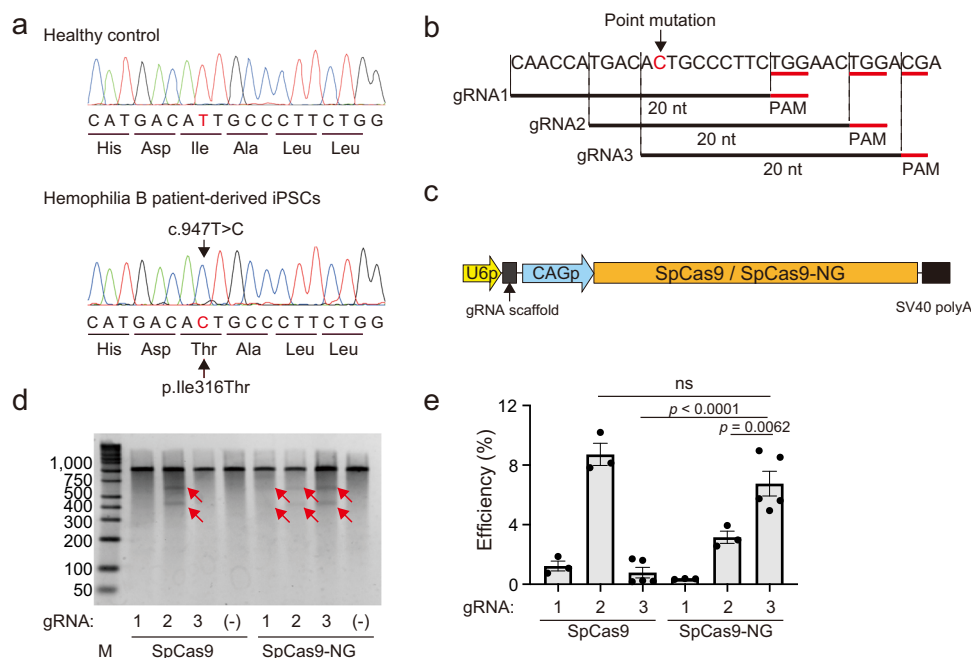 a
Healthy control
C A T G A C A T T G C C C T T C T G G
His Asp Ile Ala Leu Leu
Hemophilia B patient-derived iPSCs
c.947T>C
C A T G A C A C T G C C C T T C T G G
His Asp Thr Ala Leu Leu
p.Ile316Thr
b
Point mutation
CAACCATGACACTGCCCTTCTGGAACTGGACGA
gRNA1
20 nt PAM
gRNA2
20 nt PAM
gRNA3
20 nt PAM
c
U6p CAGp SpCas9 / SpCas9-NG
gRNA scaffold
SV40 polyA
d
1,000
750
500
400
300
200
100
50
gRNA: 1 2 3 (-) 1 2 3 (-)
M SpCas9 SpCas9-NG
e
ns
p < 0.0001
p = 0.0062
Efficiency (%)
12
8
4
0
gRNA: 1 2 3 1 2 3
SpCas9 SpCas9-NG